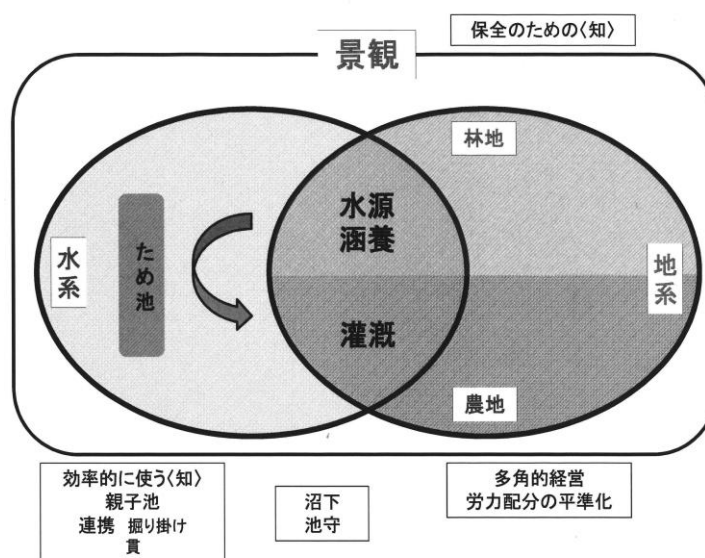 保全のための〈知〉
景観
林地
水源
涵養
水系
ため池
地系
灌漑
農地
効率的に使う〈知〉
親子池
連携 掘り掛け
貫
沼下
池守
多角的経営
労力配分の平準化